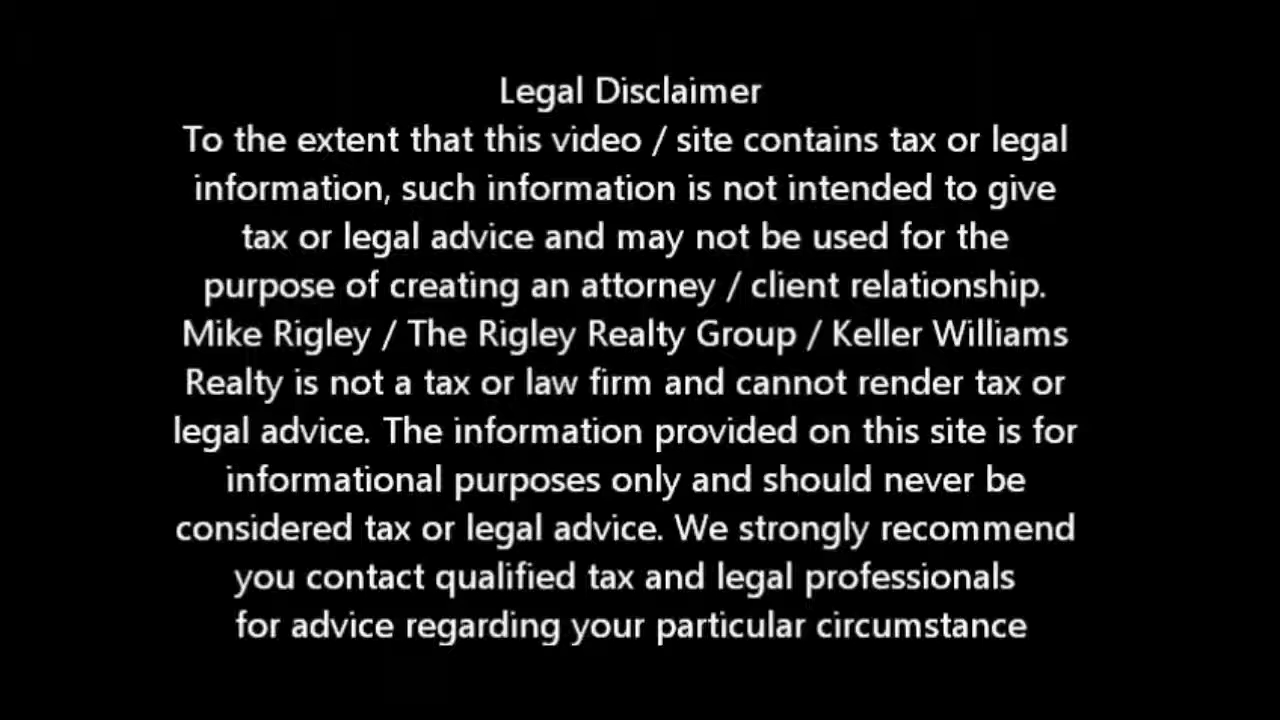 Legal Disclaimer
To the extent that this video / site contains tax or legal
information, such information is not intended to give
tax or legal advice and may not be used for the
purpose of creating an attorney / client relationship.
Mike Rigley / The Rigley Realty Group / Keller Williams
Realty is not a tax or law firm and cannot render tax or
legal advice. The information provided on this site is for
informational purposes only and should never be
considered tax or legal advice. We strongly recommend
you contact qualified tax and legal professionals
for advice regarding your particular circumstance